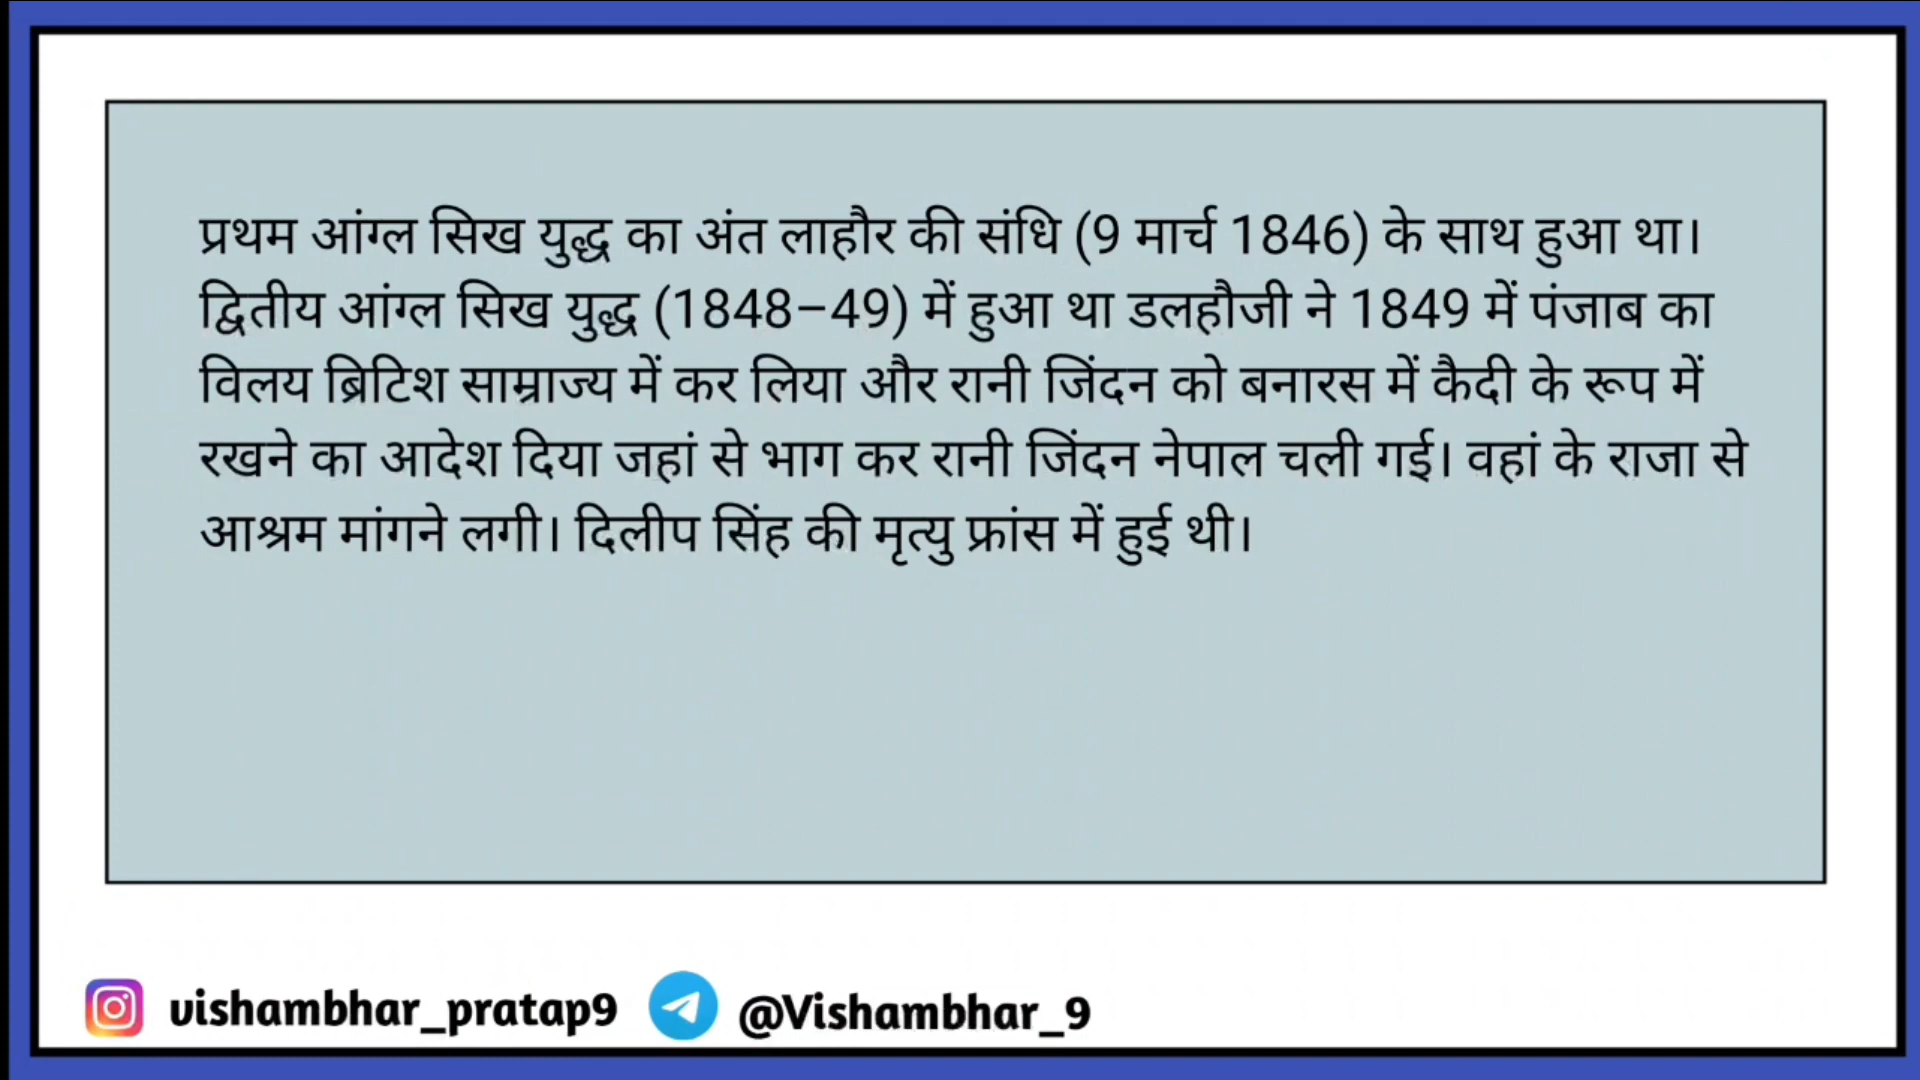 प्रथम आंग्ल सिख युद्ध का अंत लाहौर की संधि (9 मार्च 1846) के साथ हुआ था।
द्वितीय आंग्ल सिख युद्ध (1848–49) में हुआ था डलहौजी ने 1849 में पंजाब का
विलय ब्रिटिश साम्राज्य में कर लिया और रानी जिंदन को बनारस में कैदी के रूप में
रखने का आदेश दिया जहां से भाग कर रानी जिंदन नेपाल चली गई। वहां के राजा से
आश्रम मांगने लगी। दिलीप सिंह की मृत्यु फ्रांस में हुई थी।
vishambhar_pratap9 @Vishambhar_9